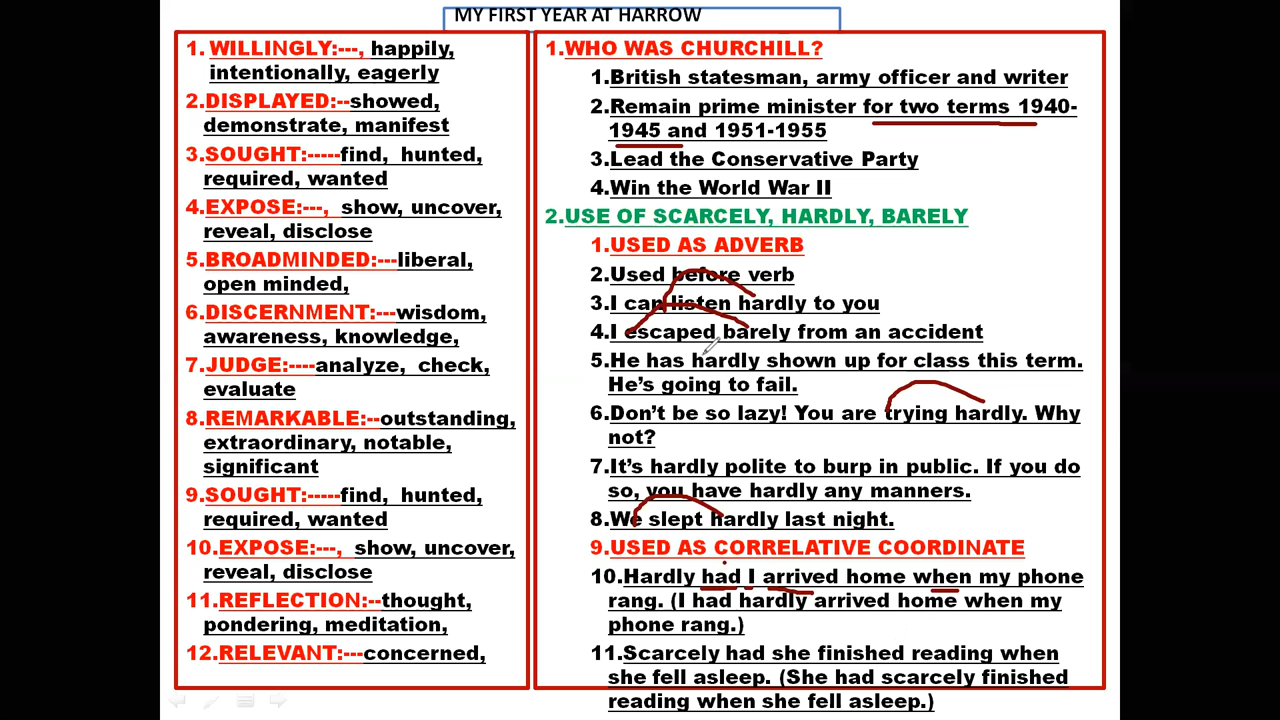 MY FIRST YEAR AT HARROW
1. WILLINGLY:---, happily,
intentionally, eagerly
2.DISPLAYED:--showed,
demonstrate, manifest
3.SOUGHT:-----find, hunted,
required, wanted
4.EXPOSE:---, show, uncover,
reveal, disclose
5.BROADMINDED:---liberal,
open minded,
6.DISCERNMENT:---wisdom,
awareness, knowledge,
7.JUDGE:----analyze, check,
evaluate
8.REMARKABLE:--outstanding,
extraordinary, notable,
significant
9.SOUGHT:-----find, hunted,
required, wanted
10.EXPOSE:---, show, uncover,
reveal, disclose
11.REFLECTION:--thought,
pondering, meditation,
12.RELEVANT:---concerned,
1.WHO WAS CHURCHILL?
1.British statesman, army officer and writer
2.Remain prime minister for two terms 1940-
1945 and 1951-1955
3.Lead the Conservative Party
4.Win the World War II
2.USE OF SCARCELY, HARDLY, BARELY
1.USED AS ADVERB
2.Used before verb
3.I can listen hardly to you
4.I escaped barely from an accident
5.He has hardly shown up for class this term.
He's going to fail.
6.Don't be so lazy! You are trying hardly. Why
not?
7.It's hardly polite to burp in public. If you do
so, you have hardly any manners.
8.We slept hardly last night.
9.USED AS CORRELATIVE COORDINATE
10.Hardly had I arrived home when my phone
rang. (I had hardly arrived home when my
phone rang.)
11.Scarcely had she finished reading when
she fell asleep. (She had scarcely finished
reading when she fell asleep.)